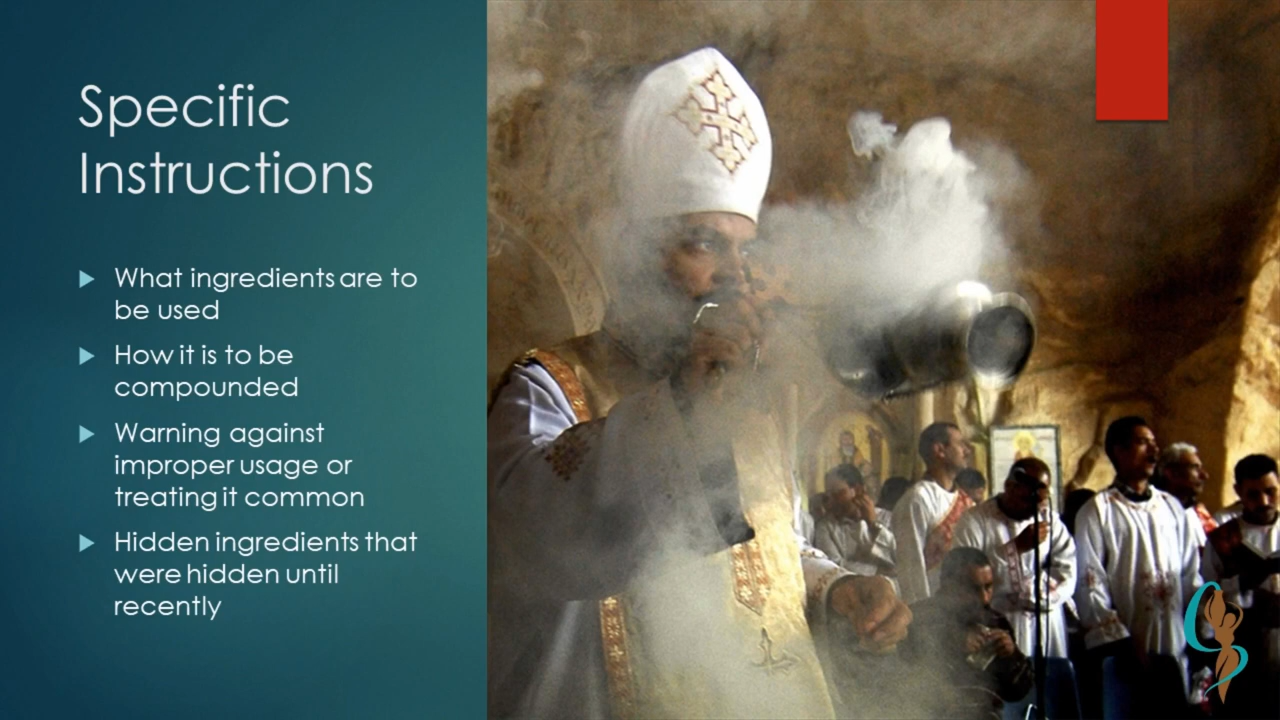 Specific
Instructions
What ingredients are to
be used
How it is to be
compounded
Warning against
improper usage or
treating it common
Hidden ingredients that
were hidden until
recently